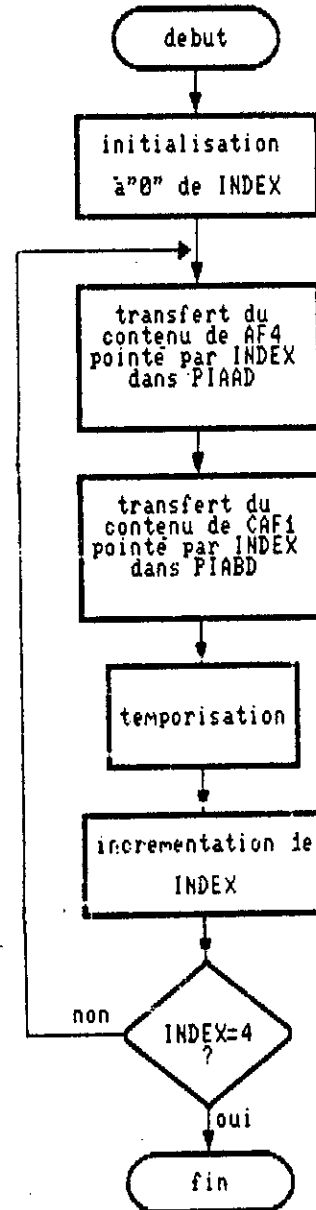 debut
initialisation
à"0" de INDEX
transfert du
contenu de AF4
pointé par INDEX
dans PIAAD
transfert du
contenu de CAF1
pointé par INDEX
dans PIABD
temporisation
incrementation de
INDEX
non
INDEX=4
?
oui
fin